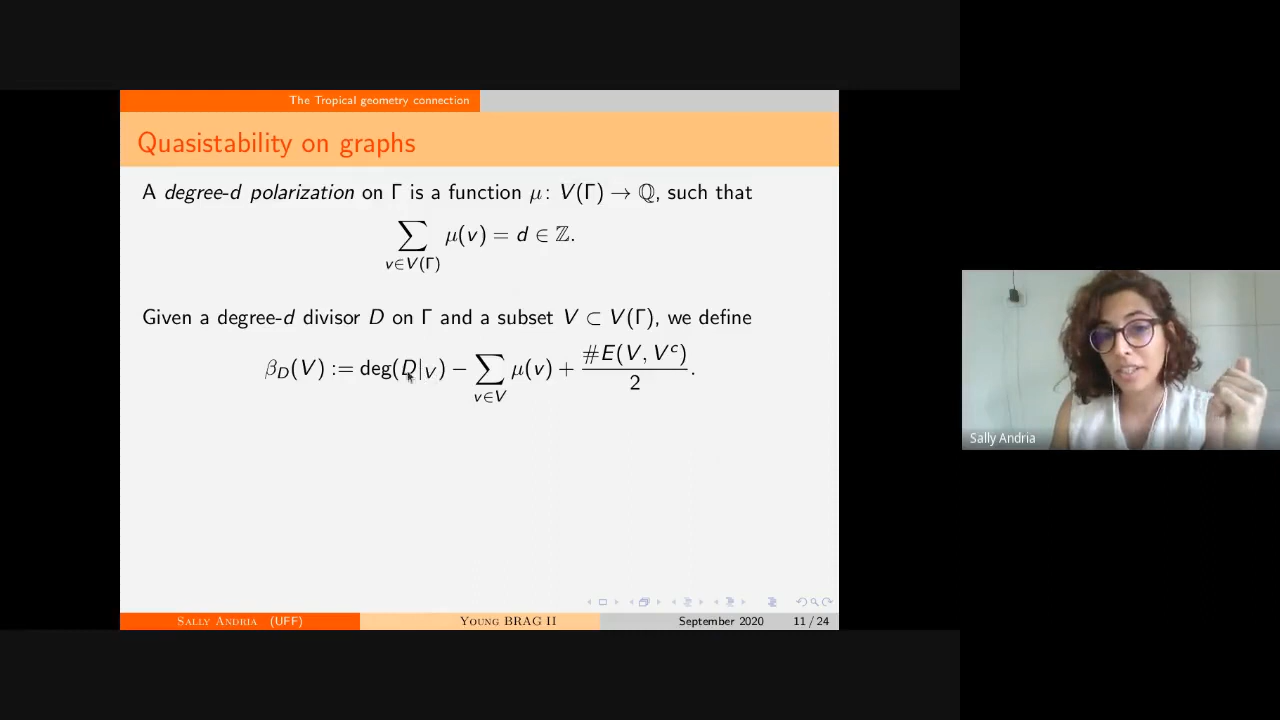 The Tropical geometry connection
Quasistability on graphs
A degree-d polarization on Γ is a function μ: V(Γ) → ℚ, such that
∑_{v∈V(Γ)} μ(v) = d ∈ ℤ.
Given a degree-d divisor D on Γ and a subset V ⊂ V(Γ), we define
β_D(V) := deg(D|_V) − ∑_{v∈V} μ(v) + #E(V, V^c)/2.
Sally Andria
Sally Andria (UFF) Young BRAG II September 2020 11 / 24